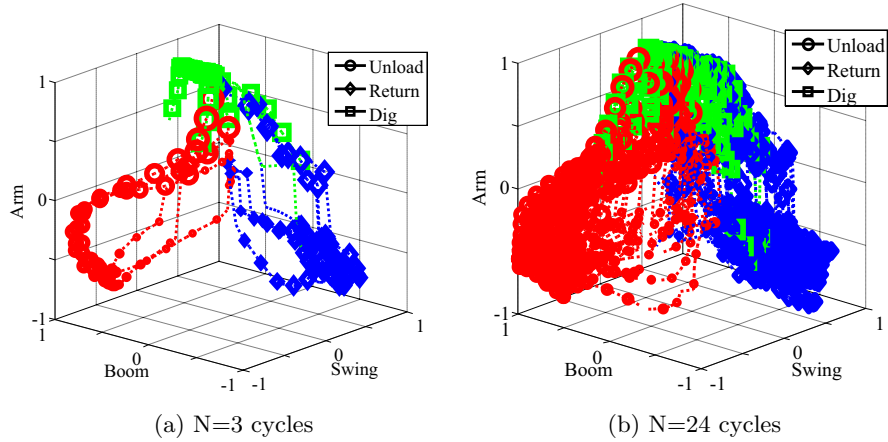 1
0
-1
Arm
1
0
-1
Boom
-1
0
1
Swing
Unload
Return
Dig
(a) N=3 cycles
1
0
-1
Arm
1
0
-1
Boom
-1
0
1
Swing
Unload
Return
Dig
(b) N=24 cycles